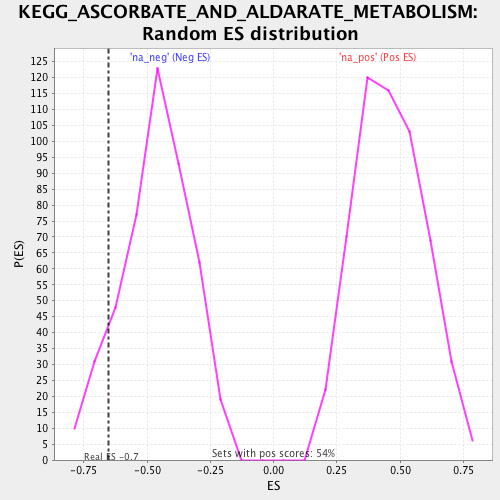 KEGG_ASCORBATE_AND_ALDARATE_METABOLISM:
Random ES distribution
'na_neg' (Neg ES)
'na_pos' (Pos ES)
125
120
115
110
105
100
95
90
85
80
75
70
65
60
55
50
45
40
35
30
25
20
15
10
5
0
P(ES)
Real ES -0.7
Sets with pos scores: 54%
-0.75 -0.50 -0.25 0.00 0.25 0.50 0.75
ES